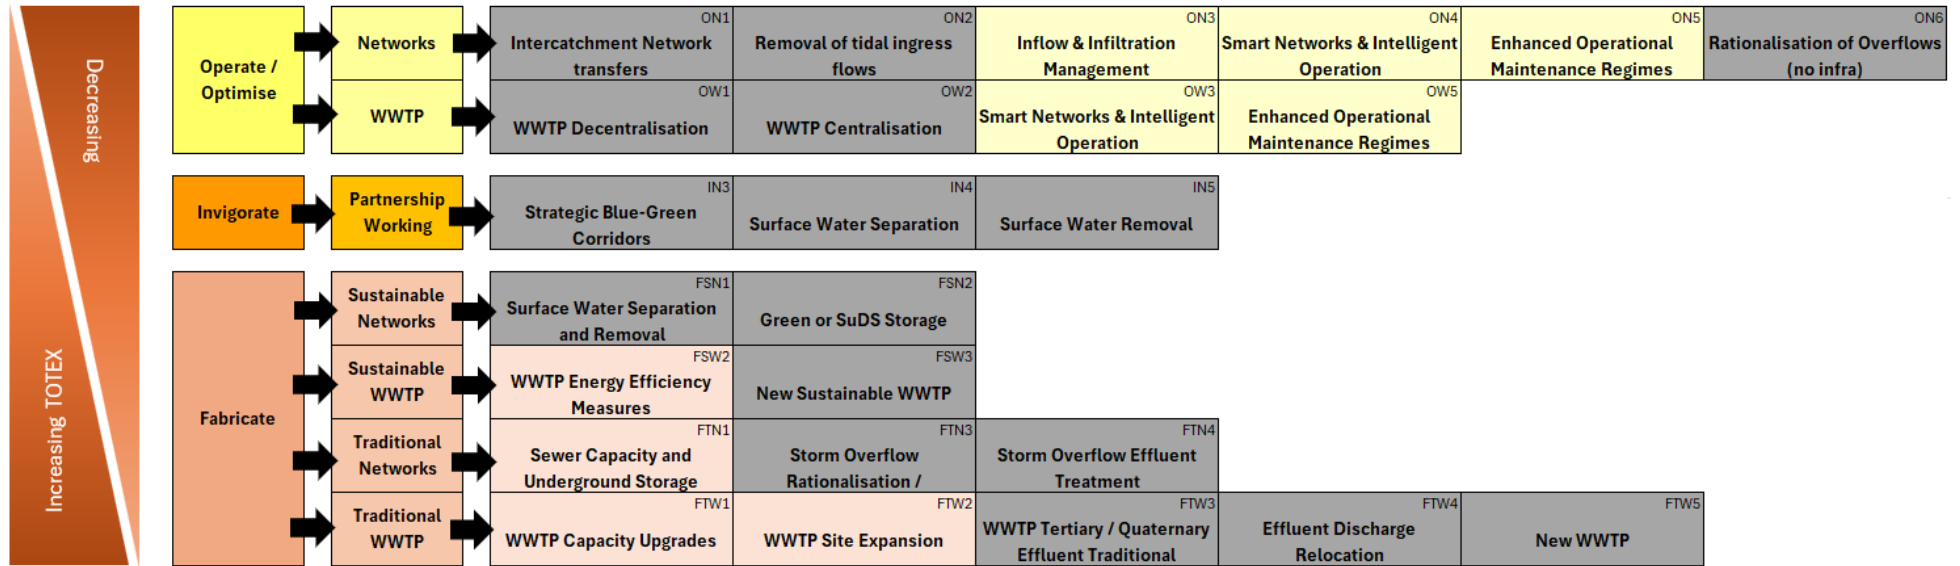 Decreasing
Increasing TOTEX
Operate /
Optimise
Networks
ON1
Intercatchment Network
transfers
ON2
Removal of tidal ingress
flows
ON3
Inflow & Infiltration
Management
ON4
Smart Networks & Intelligent
Operation
ON5
Enhanced Operational
Maintenance Regimes
ON6
Rationalisation of Overflows
(no infra)
WWTP
OW1
WWTP Decentralisation
OW2
WWTP Centralisation
OW3
Smart Networks & Intelligent
Operation
OW5
Enhanced Operational
Maintenance Regimes
Invigorate
Partnership
Working
IN3
Strategic Blue-Green
Corridors
IN4
Surface Water Separation
IN5
Surface Water Removal
Fabricate
Sustainable
Networks
FSN1
Surface Water Separation
and Removal
FSN2
Green or SuDS Storage
Sustainable
WWTP
FSW2
WWTP Energy Efficiency
Measures
FSW3
New Sustainable WWTP
Traditional
Networks
FTN1
Sewer Capacity and
Underground Storage
FTN3
Storm Overflow
Rationalisation /
FTN4
Storm Overflow Effluent
Treatment
Traditional
WWTP
FTW1
WWTP Capacity Upgrades
FTW2
WWTP Site Expansion
FTW3
WWTP Tertiary / Quaternary
Effluent Traditional
FTW4
Effluent Discharge
Relocation
FTW5
New WWTP